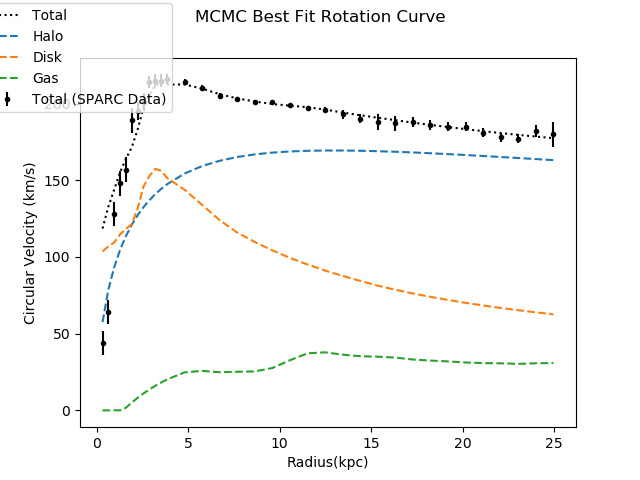 MCMC Best Fit Rotation Curve
Total
Halo
Disk
Gas
Total (SPARC Data)
Circular Velocity (km/s)
200
150
100
50
0
0 5 10 15 20 25
Radius(kpc)